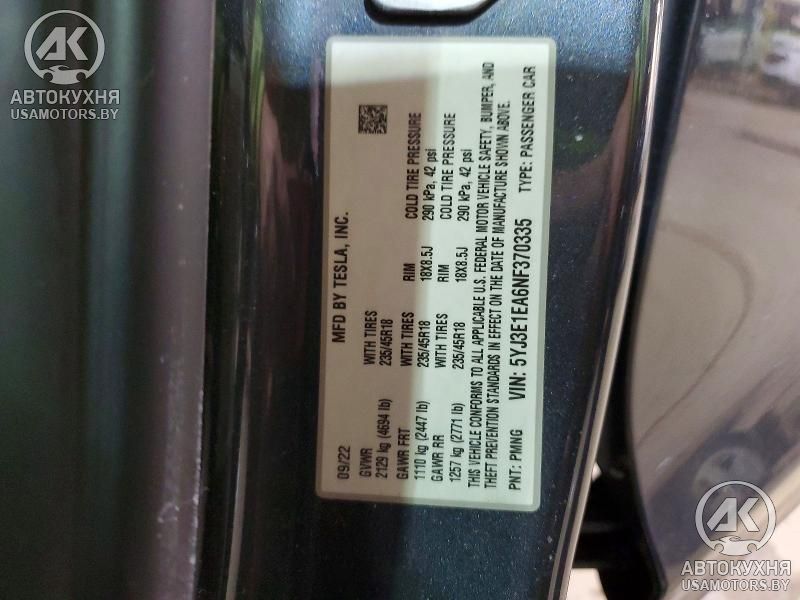 AK
АВТОКУХНЯ
USAMOTORS.BY
MFD BY TESLA, INC.
09/22
GVWR
2129 kg (4694 lb)
WITH TIRES
235/45R18
RIM
18X8.5J
COLD TIRE PRESSURE
290 kPa, 42 psi
GAWR FRT
1110 kg (2447 lb)
WITH TIRES
235/45R18
RIM
18X8.5J
COLD TIRE PRESSURE
290 kPa, 42 psi
GAWR RR
1257 kg (2771 lb)
THIS VEHICLE CONFORMS TO ALL APPLICABLE U.S. FEDERAL MOTOR VEHICLE SAFETY, BUMPER, AND
THEFT PREVENTION STANDARDS IN EFFECT ON THE DATE OF MANUFACTURE SHOWN ABOVE.
PNT: PMNG VIN: 5YJ3E1EA6NF370335 TYPE: PASSENGER CAR
AK
АВТОКУХНЯ
USAMOTORS.BY